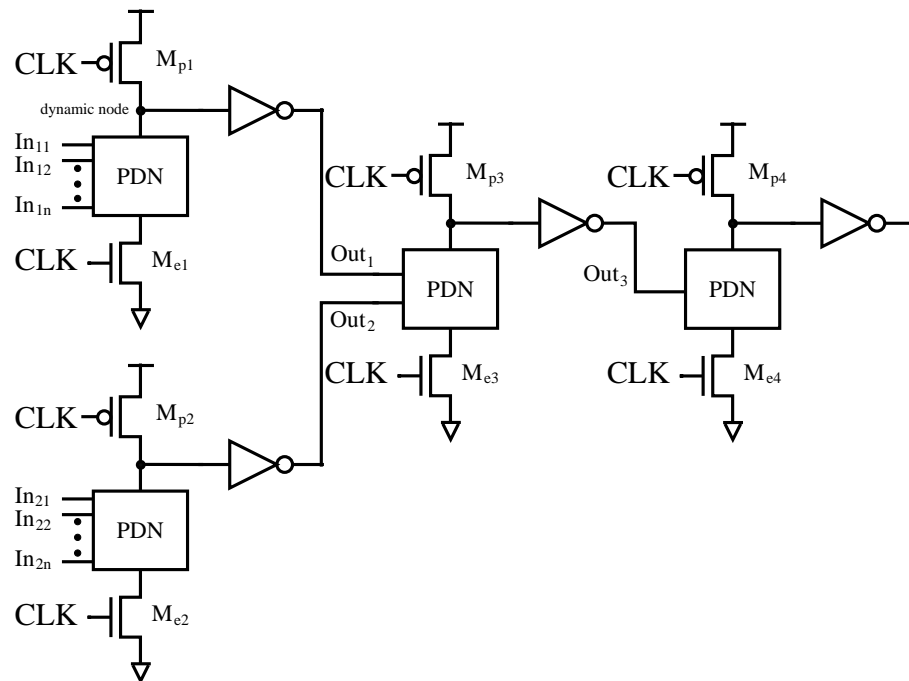 CLK
Mp1
dynamic node
In11
In12
In1n
PDN
CLK
Me1
CLK
Mp2
In21
In22
In2n
PDN
CLK
Me2
CLK
Mp3
Out1
Out2
PDN
CLK
Me3
CLK
Mp4
Out3
PDN
CLK
Me4